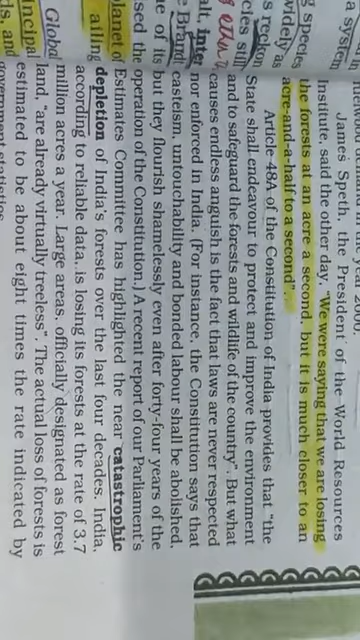 James Speth, the President of the World Resources
Institute, said the other day, "We were saying that we are losing
the forests at an acre a second, but it is much closer to an
acre-and-a-half to a second".
Article 48A of the Constitution of India provides that "the
State shall endeavour to protect and improve the environment
and to safeguard the forests and wildlife of the country". But what
causes endless anguish is the fact that laws are never respected
nor enforced in India. (For instance, the Constitution says that
casteism, untouchability and bonded labour shall be abolished,
but they flourish shamelessly even after forty-four years of the
operation of the Constitution.) A recent report of our Parliament's
Estimates Committee has highlighted the near catastrophic
depletion of India's forests over the last four decades. India,
according to reliable data, is losing its forests at the rate of 3.7
million acres a year. Large areas, officially designated as forest
land, "are already virtually treeless". The actual loss of forests is
estimated to be about eight times the rate indicated by
government statistics.
a system
g species
widely as
reckon
cies still
alt, inter
e Brand
e of its
sed the
planet of
ailing
Global
incipal
ds, and